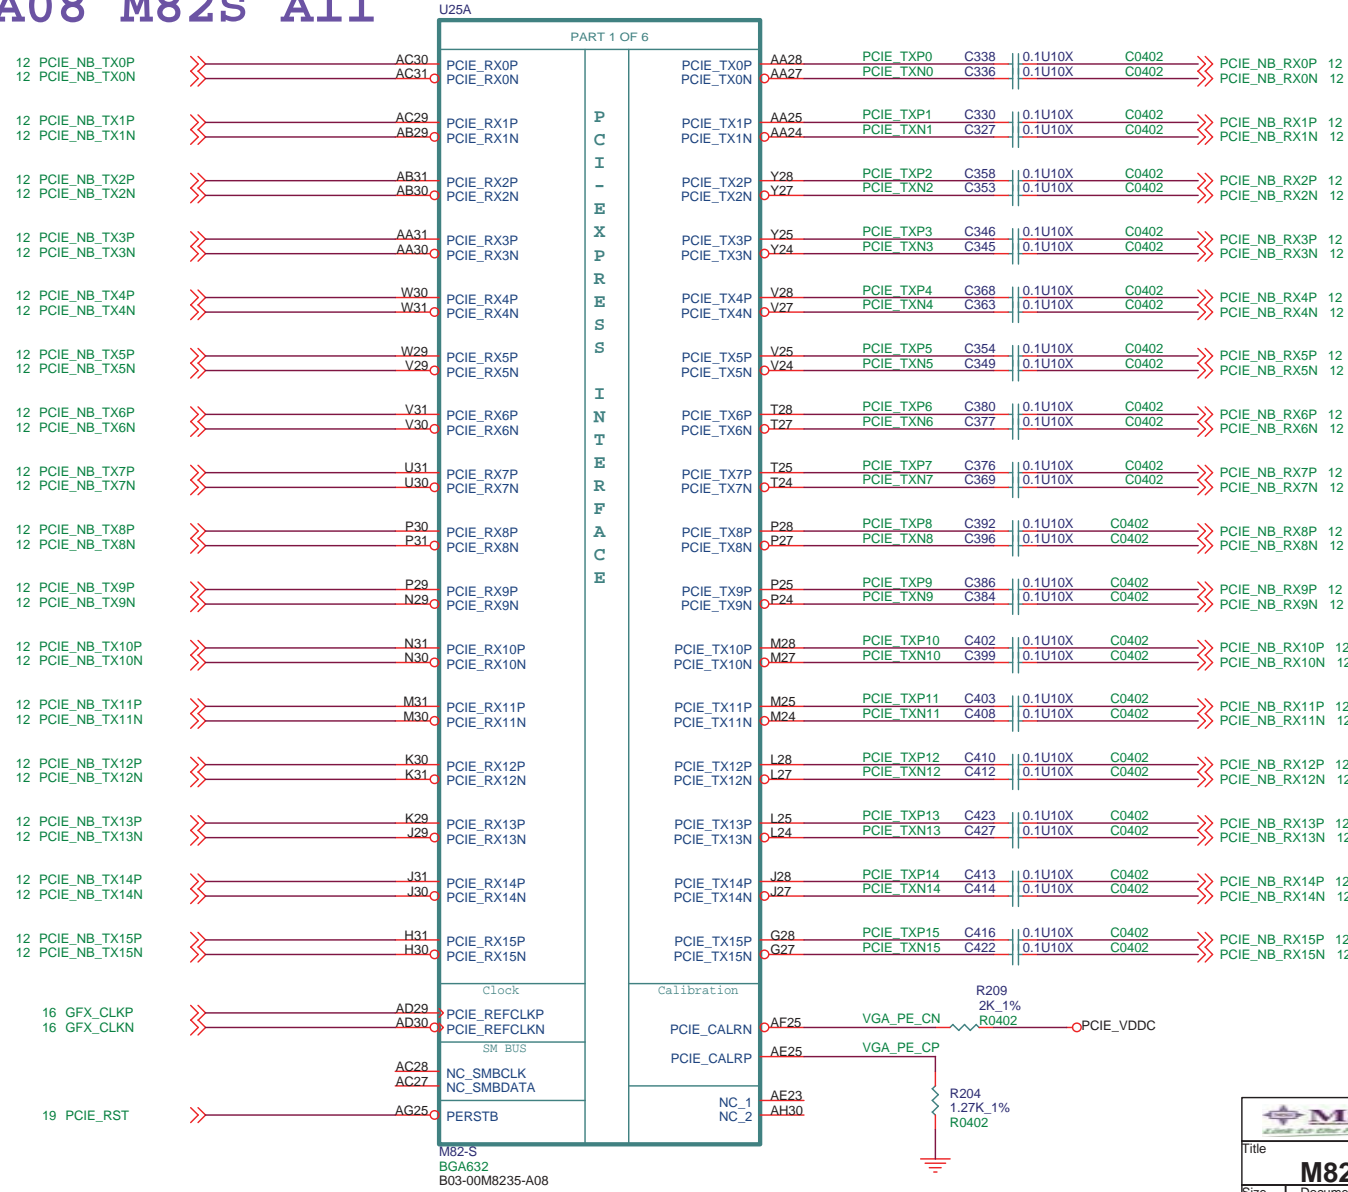 A08 M82S A11
U25A
PART 1 OF 6
PCI-EXPRESS INTERFACE
12 PCIE_NB_TX0P AC30 PCIE_RX0P PCIE_TX0P AA28 PCIE_TXP0 C338 0.1U10X C0402 PCIE_NB_RX0P 12
12 PCIE_NB_TX0N AC31 PCIE_RX0N PCIE_TX0N AA27 PCIE_TXN0 C336 0.1U10X C0402 PCIE_NB_RX0N 12
12 PCIE_NB_TX1P AC29 PCIE_RX1P PCIE_TX1P AA25 PCIE_TXP1 C330 0.1U10X C0402 PCIE_NB_RX1P 12
12 PCIE_NB_TX1N AB29 PCIE_RX1N PCIE_TX1N AA24 PCIE_TXN1 C327 0.1U10X C0402 PCIE_NB_RX1N 12
12 PCIE_NB_TX2P AB31 PCIE_RX2P PCIE_TX2P Y28 PCIE_TXP2 C358 0.1U10X C0402 PCIE_NB_RX2P 12
12 PCIE_NB_TX2N AB30 PCIE_RX2N PCIE_TX2N Y27 PCIE_TXN2 C353 0.1U10X C0402 PCIE_NB_RX2N 12
12 PCIE_NB_TX3P AA31 PCIE_RX3P PCIE_TX3P Y25 PCIE_TXP3 C346 0.1U10X C0402 PCIE_NB_RX3P 12
12 PCIE_NB_TX3N AA30 PCIE_RX3N PCIE_TX3N Y24 PCIE_TXN3 C345 0.1U10X C0402 PCIE_NB_RX3N 12
12 PCIE_NB_TX4P W30 PCIE_RX4P PCIE_TX4P V28 PCIE_TXP4 C368 0.1U10X C0402 PCIE_NB_RX4P 12
12 PCIE_NB_TX4N W31 PCIE_RX4N PCIE_TX4N V27 PCIE_TXN4 C363 0.1U10X C0402 PCIE_NB_RX4N 12
12 PCIE_NB_TX5P W29 PCIE_RX5P PCIE_TX5P V25 PCIE_TXP5 C354 0.1U10X C0402 PCIE_NB_RX5P 12
12 PCIE_NB_TX5N V29 PCIE_RX5N PCIE_TX5N V24 PCIE_TXN5 C349 0.1U10X C0402 PCIE_NB_RX5N 12
12 PCIE_NB_TX6P V31 PCIE_RX6P PCIE_TX6P T28 PCIE_TXP6 C380 0.1U10X C0402 PCIE_NB_RX6P 12
12 PCIE_NB_TX6N V30 PCIE_RX6N PCIE_TX6N T27 PCIE_TXN6 C377 0.1U10X C0402 PCIE_NB_RX6N 12
12 PCIE_NB_TX7P U31 PCIE_RX7P PCIE_TX7P T25 PCIE_TXP7 C376 0.1U10X C0402 PCIE_NB_RX7P 12
12 PCIE_NB_TX7N U30 PCIE_RX7N PCIE_TX7N T24 PCIE_TXN7 C369 0.1U10X C0402 PCIE_NB_RX7N 12
12 PCIE_NB_TX8P P30 PCIE_RX8P PCIE_TX8P P28 PCIE_TXP8 C392 0.1U10X C0402 PCIE_NB_RX8P 12
12 PCIE_NB_TX8N P31 PCIE_RX8N PCIE_TX8N P27 PCIE_TXN8 C396 0.1U10X C0402 PCIE_NB_RX8N 12
12 PCIE_NB_TX9P P29 PCIE_RX9P PCIE_TX9P P25 PCIE_TXP9 C386 0.1U10X C0402 PCIE_NB_RX9P 12
12 PCIE_NB_TX9N N29 PCIE_RX9N PCIE_TX9N P24 PCIE_TXN9 C384 0.1U10X C0402 PCIE_NB_RX9N 12
12 PCIE_NB_TX10P N31 PCIE_RX10P PCIE_TX10P M28 PCIE_TXP10 C402 0.1U10X C0402 PCIE_NB_RX10P 12
12 PCIE_NB_TX10N N30 PCIE_RX10N PCIE_TX10N M27 PCIE_TXN10 C399 0.1U10X C0402 PCIE_NB_RX10N 12
12 PCIE_NB_TX11P M31 PCIE_RX11P PCIE_TX11P M25 PCIE_TXP11 C403 0.1U10X C0402 PCIE_NB_RX11P 12
12 PCIE_NB_TX11N M30 PCIE_RX11N PCIE_TX11N M24 PCIE_TXN11 C408 0.1U10X C0402 PCIE_NB_RX11N 12
12 PCIE_NB_TX12P K30 PCIE_RX12P PCIE_TX12P L28 PCIE_TXP12 C410 0.1U10X C0402 PCIE_NB_RX12P 12
12 PCIE_NB_TX12N K31 PCIE_RX12N PCIE_TX12N L27 PCIE_TXN12 C412 0.1U10X C0402 PCIE_NB_RX12N 12
12 PCIE_NB_TX13P K29 PCIE_RX13P PCIE_TX13P L25 PCIE_TXP13 C423 0.1U10X C0402 PCIE_NB_RX13P 12
12 PCIE_NB_TX13N J29 PCIE_RX13N PCIE_TX13N L24 PCIE_TXN13 C427 0.1U10X C0402 PCIE_NB_RX13N 12
12 PCIE_NB_TX14P J31 PCIE_RX14P PCIE_TX14P J28 PCIE_TXP14 C413 0.1U10X C0402 PCIE_NB_RX14P 12
12 PCIE_NB_TX14N J30 PCIE_RX14N PCIE_TX14N J27 PCIE_TXN14 C414 0.1U10X C0402 PCIE_NB_RX14N 12
12 PCIE_NB_TX15P H31 PCIE_RX15P PCIE_TX15P G28 PCIE_TXP15 C416 0.1U10X C0402 PCIE_NB_RX15P 12
12 PCIE_NB_TX15N H30 PCIE_RX15N PCIE_TX15N G27 PCIE_TXN15 C422 0.1U10X C0402 PCIE_NB_RX15N 12
Clock Calibration R209
2K_1%
16 GFX_CLKP AD29 PCIE_REFCLKP
16 GFX_CLKN AD30 PCIE_REFCLKN PCIE_CALRN AF25 VGA_PE_CN R0402 PCIE_VDDC
SM BUS
PCIE_CALRP AE25 VGA_PE_CP
AC28 NC_SMBCLK
AC27 NC_SMBDATA
R204
1.27K_1%
R0402
NC_1 AE23
NC_2 AH30
19 PCIE_RST AG25 PERSTB
M82-S
BGA632
B03-00M8235-A08
Title
M82
Size Docume